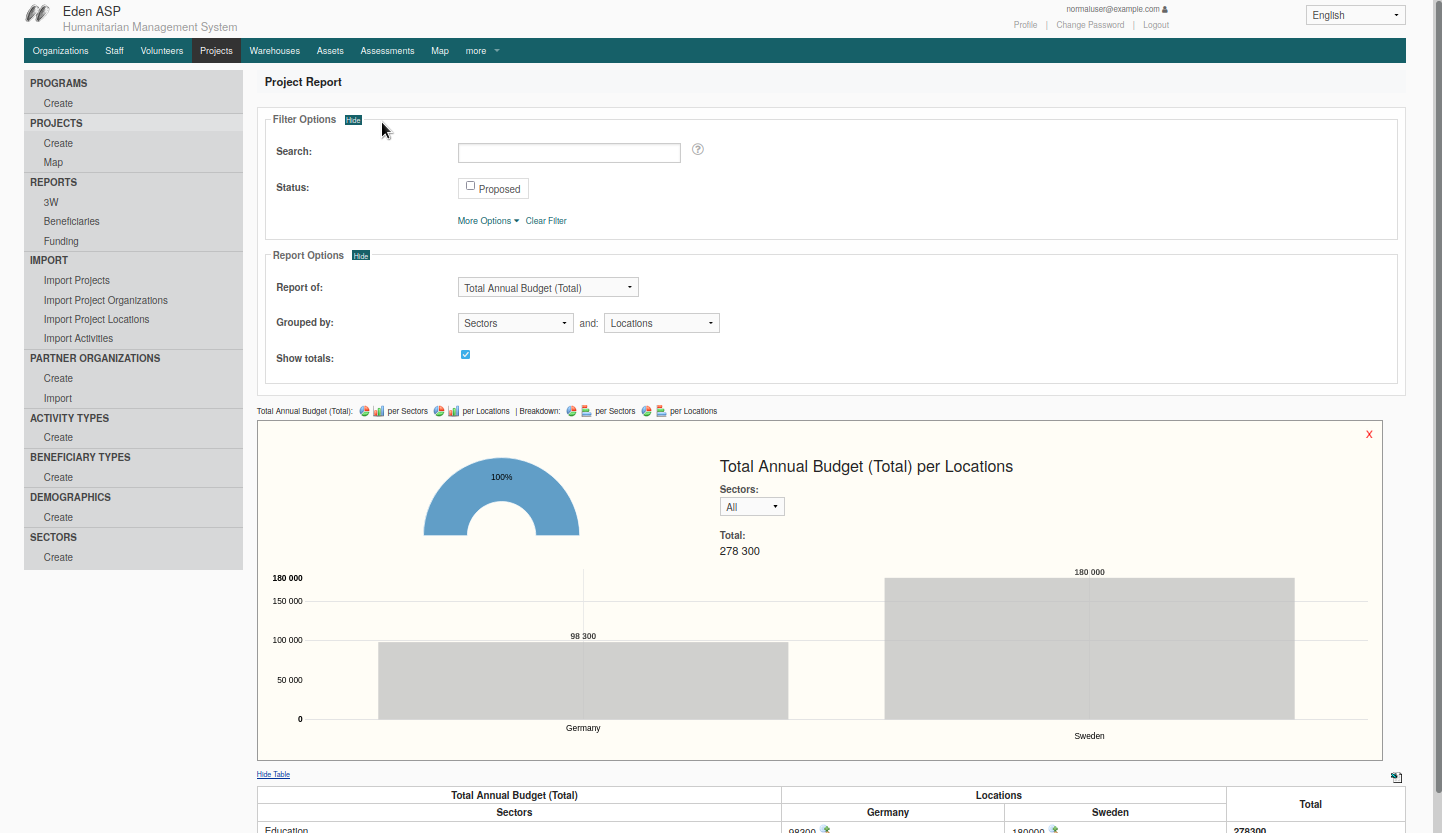 Eden ASP
Humanitarian Management System
normaluser@example.com
Profile | Change Password | Logout
English
Organizations Staff Volunteers Projects Warehouses Assets Assessments Map more
PROGRAMS
Create
PROJECTS
Create
Map
REPORTS
3W
Beneficiaries
Funding
IMPORT
Import Projects
Import Project Organizations
Import Project Locations
Import Activities
PARTNER ORGANIZATIONS
Create
Import
ACTIVITY TYPES
Create
BENEFICIARY TYPES
Create
DEMOGRAPHICS
Create
SECTORS
Create
Project Report
Filter Options Hide
Search: ?
Status: Proposed
More Options Clear Filter
Report Options Hide
Report of: Total Annual Budget (Total)
Grouped by: Sectors and: Locations
Show totals:
Total Annual Budget (Total): per Sectors per Locations | Breakdown: per Sectors per Locations
X
100%
Total Annual Budget (Total) per Locations
Sectors:
All
Total:
278 300
180 000
150 000
100 000
50 000
0
98 300
180 000
Germany
Sweden
Hide Table
Total Annual Budget (Total) Locations Total
Sectors Germany Sweden
Education 98300 180000 278300